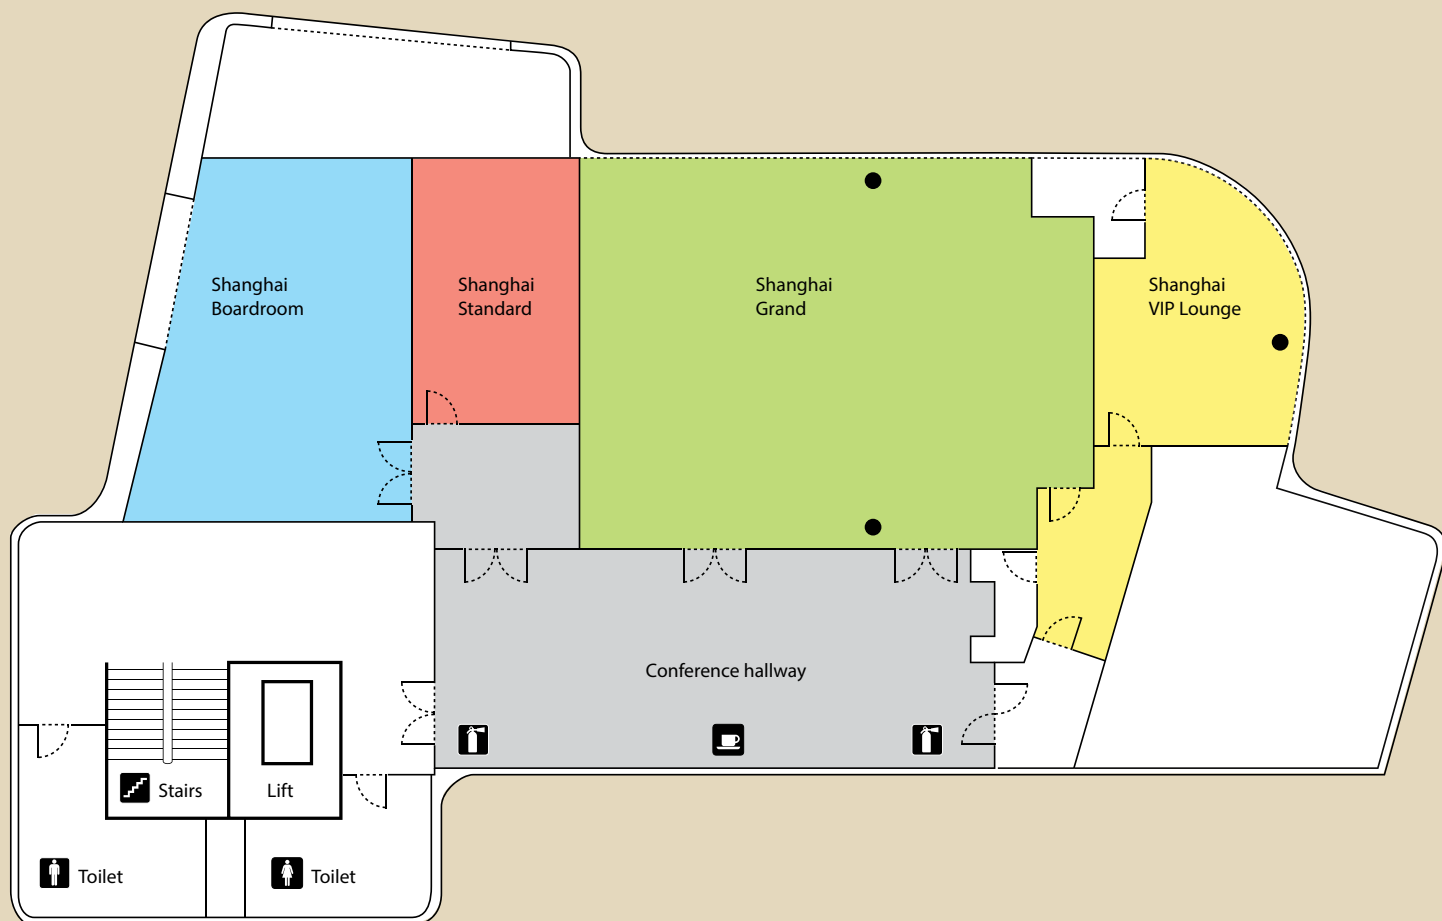 Shanghai
Boardroom
Shanghai
Standard
Shanghai
Grand
Shanghai
VIP Lounge
Conference hallway
Stairs
Lift
Toilet
Toilet